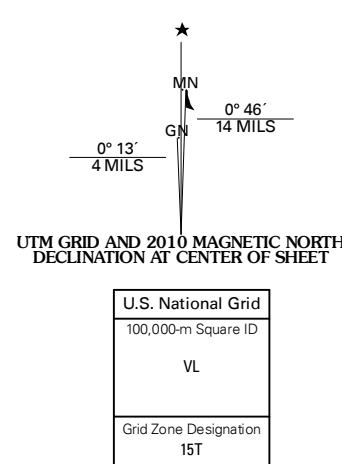 ★
MN
0° 46´
14 MILS
GN
0° 13´
4 MILS
UTM GRID AND 2010 MAGNETIC NORTH
DECLINATION AT CENTER OF SHEET
U.S. National Grid
100,000-m Square ID
VL
Grid Zone Designation
15T